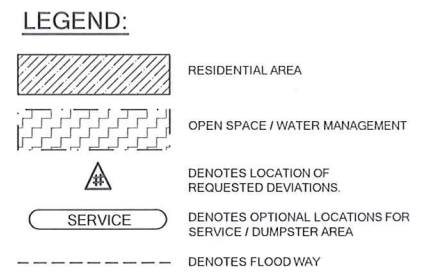 LEGEND:
RESIDENTIAL AREA
OPEN SPACE / WATER MANAGEMENT
#
DENOTES LOCATION OF
REQUESTED DEVIATIONS.
SERVICE
DENOTES OPTIONAL LOCATIONS FOR
SERVICE / DUMPSTER AREA
DENOTES FLOOD WAY